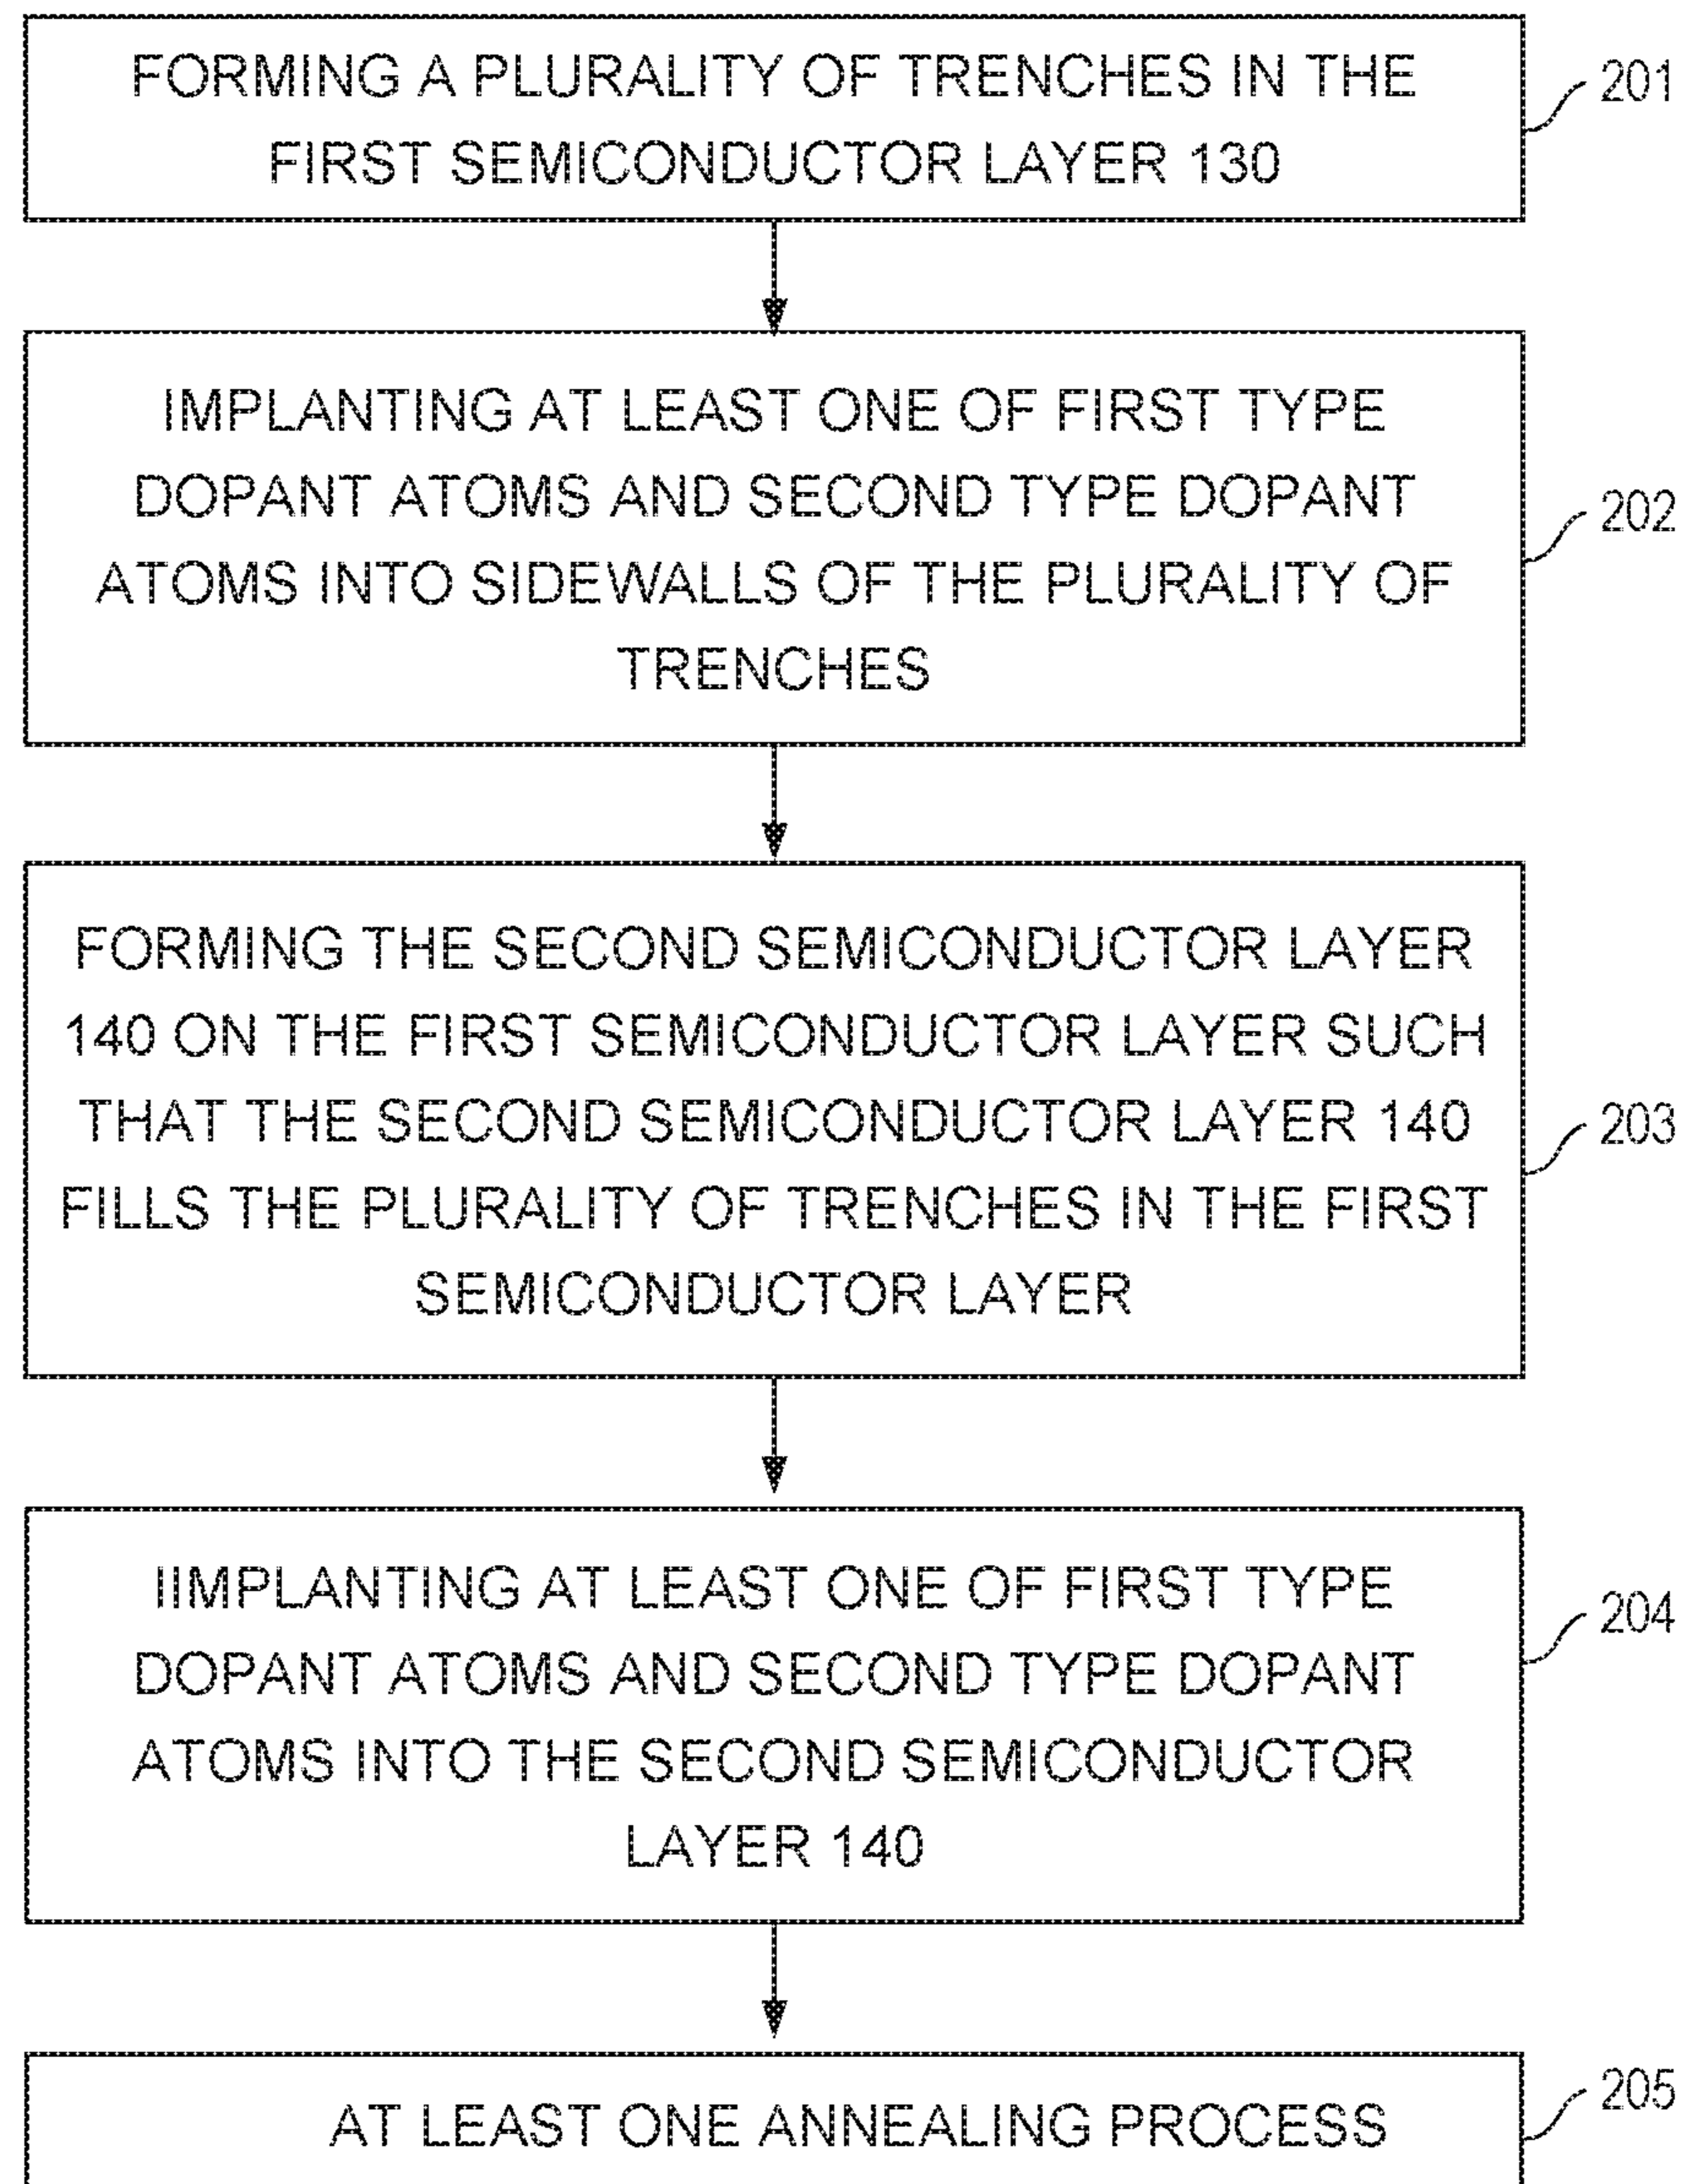 FORMING A PLURALITY OF TRENCHES IN THE
FIRST SEMICONDUCTOR LAYER 130
201
IMPLANTING AT LEAST ONE OF FIRST TYPE
DOPANT ATOMS AND SECOND TYPE DOPANT
ATOMS INTO SIDEWALLS OF THE PLURALITY OF
TRENCHES
202
FORMING THE SECOND SEMICONDUCTOR LAYER
140 ON THE FIRST SEMICONDUCTOR LAYER SUCH
THAT THE SECOND SEMICONDUCTOR LAYER 140
FILLS THE PLURALITY OF TRENCHES IN THE FIRST
SEMICONDUCTOR LAYER
203
IIMPLANTING AT LEAST ONE OF FIRST TYPE
DOPANT ATOMS AND SECOND TYPE DOPANT
ATOMS INTO THE SECOND SEMICONDUCTOR
LAYER 140
204
AT LEAST ONE ANNEALING PROCESS
205